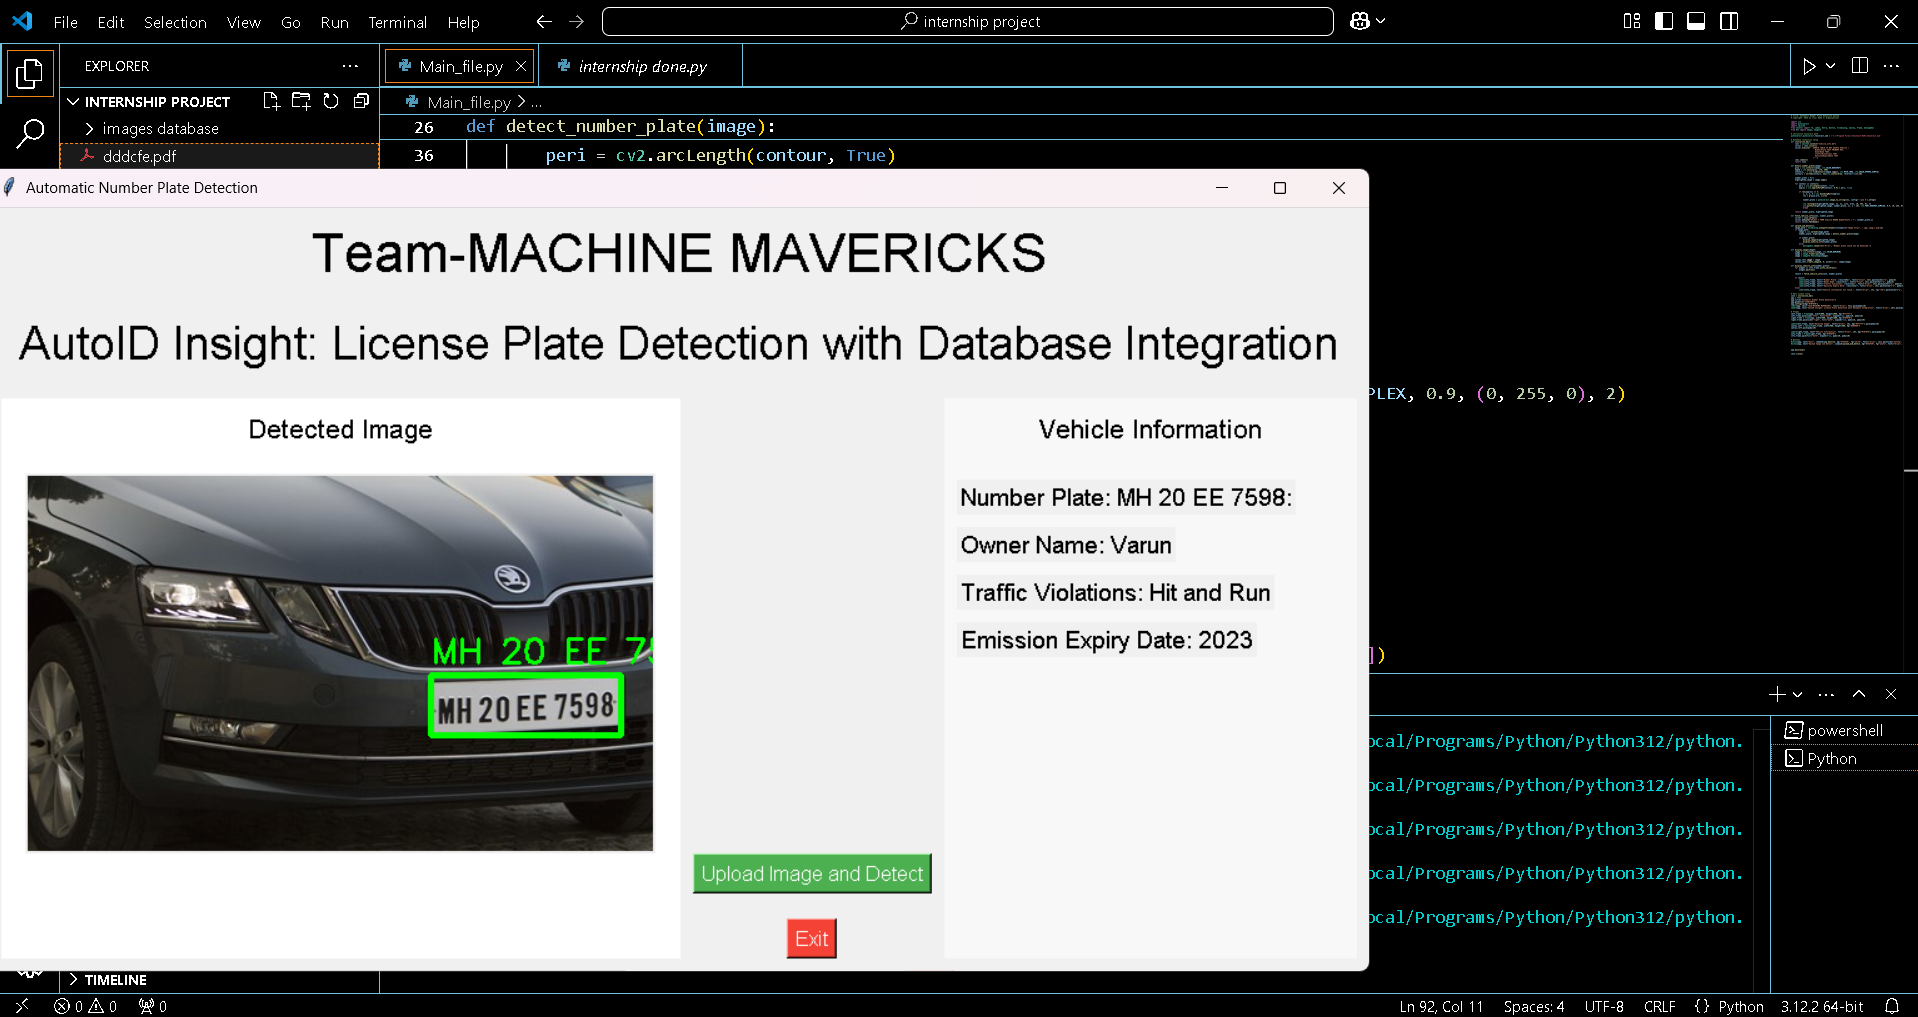 File Edit Selection View Go Run Terminal Help
internship project
EXPLORER
Main_file.py
internship done.py
INTERNSHIP PROJECT
Main_file.py > ...
images database
dddcfe.pdf
26 def detect_number_plate(image):
36 peri = cv2.arcLength(contour, True)
Automatic Number Plate Detection
Team-MACHINE MAVERICKS
AutoID Insight: License Plate Detection with Database Integration
PLEX, 0.9, (0, 255, 0), 2)
Detected Image
MH 20 EE 75
MH 20 EE 7598
Vehicle Information
Number Plate: MH 20 EE 7598:
Owner Name: Varun
Traffic Violations: Hit and Run
Emission Expiry Date: 2023
])
Upload Image and Detect
Exit
ocal/Programs/Python/Python312/python.
ocal/Programs/Python/Python312/python.
ocal/Programs/Python/Python312/python.
ocal/Programs/Python/Python312/python.
ocal/Programs/Python/Python312/python.
powershell
Python
TIMELINE
0 0 0
Ln 92, Col 11 Spaces: 4 UTF-8 CRLF {} Python 3.12.2 64-bit